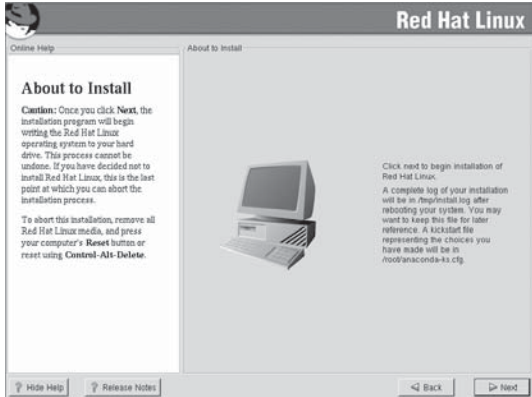 Red Hat Linux
Online Help
About to Install
About to Install
Caution: Once you click Next, the
installation program will begin
writing the Red Hat Linux
operating system to your hard
drive. This process cannot be
undone. If you have decided not to
install Red Hat Linux, this is the last
point at which you can abort the
installation process.
To abort this installation, remove all
Red Hat Linux media, and press
your computer's Reset button or
reset using Control-Alt-Delete.
Click next to begin installation of
Red Hat Linux.
A complete log of your installation
will be in /tmp/install.log after
rebooting your system. You may
want to keep this file for later
reference. A kickstart file
representing the choices you
have made will be in
/root/anaconda-ks.cfg.
Hide Help
Release Notes
Back
Next